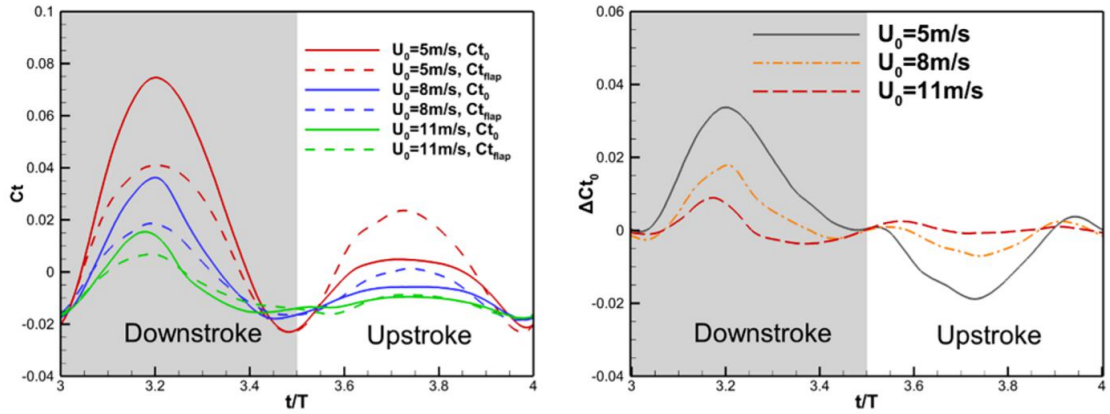 0.1
0.08
0.06
0.04
0.02
0
-0.02
-0.04
Ct
U0=5m/s, Ct0
U0=5m/s, Ctflap
U0=8m/s, Ct0
U0=8m/s, Ctflap
U0=11m/s, Ct0
U0=11m/s, Ctflap
Downstroke
Upstroke
3
3.2
3.4
3.6
3.8
4
t/T
0.06
0.04
0.02
0
-0.02
-0.04
ΔCt0
U0=5m/s
U0=8m/s
U0=11m/s
Downstroke
Upstroke
3
3.2
3.4
3.6
3.8
4
t/T